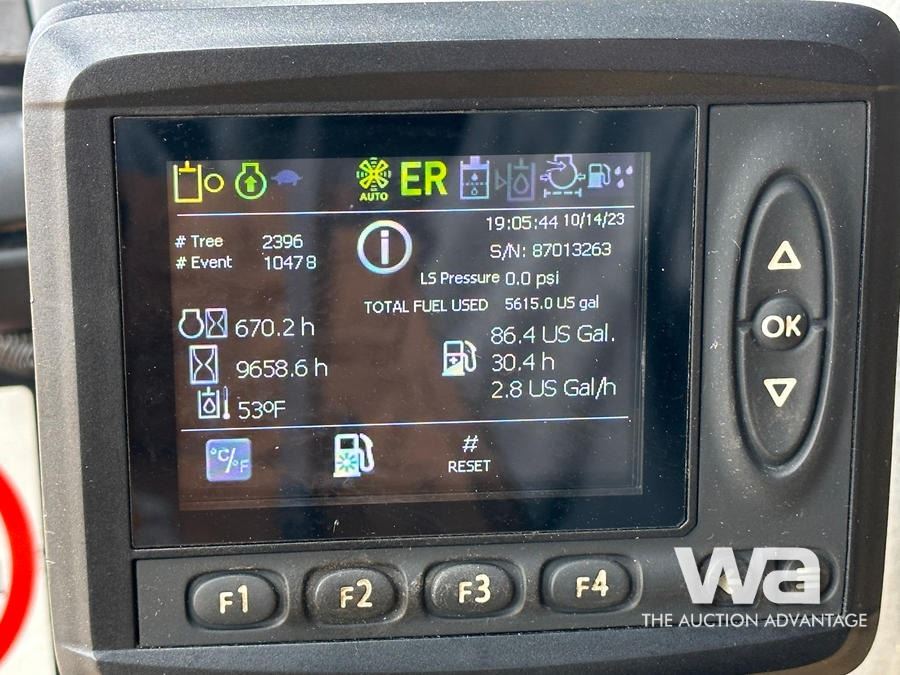 AUTO
ER
19:05:44 10/14/23
# Tree 2396
# Event 10478
S/N: 87013263
LS Pressure 0.0 psi
TOTAL FUEL USED 5615.0 US gal
670.2 h
9658.6 h
53ºF
86.4 US Gal.
30.4 h
2.8 US Gal/h
°C/°F
#
RESET
OK
F1 F2 F3 F4
wa
THE AUCTION ADVANTAGE